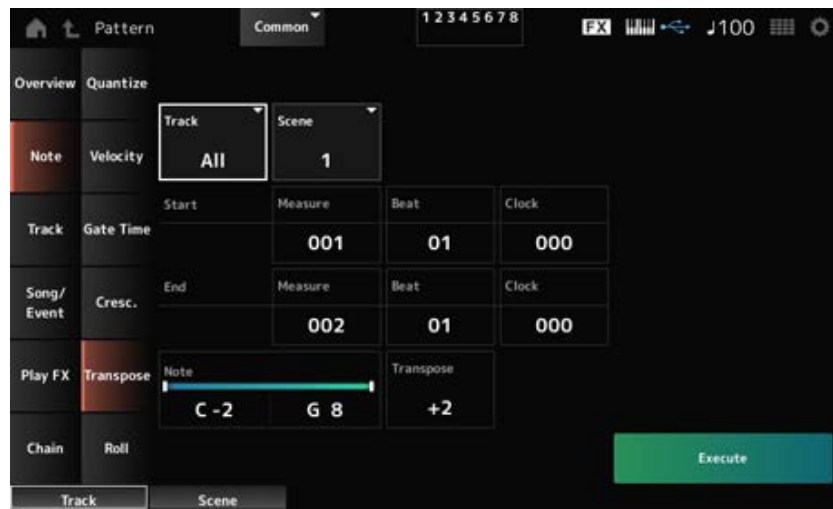 Pattern Common 12345678 FX ♩100
Overview Quantize
Track Scene
Note Velocity All 1
Start Measure Beat Clock
Track Gate Time
001 01 000
End Measure Beat Clock
Song/
Event Cresc.
002 01 000
Play FX Transpose Note Transpose
C -2 G 8 +2
Chain Roll Execute
Track Scene